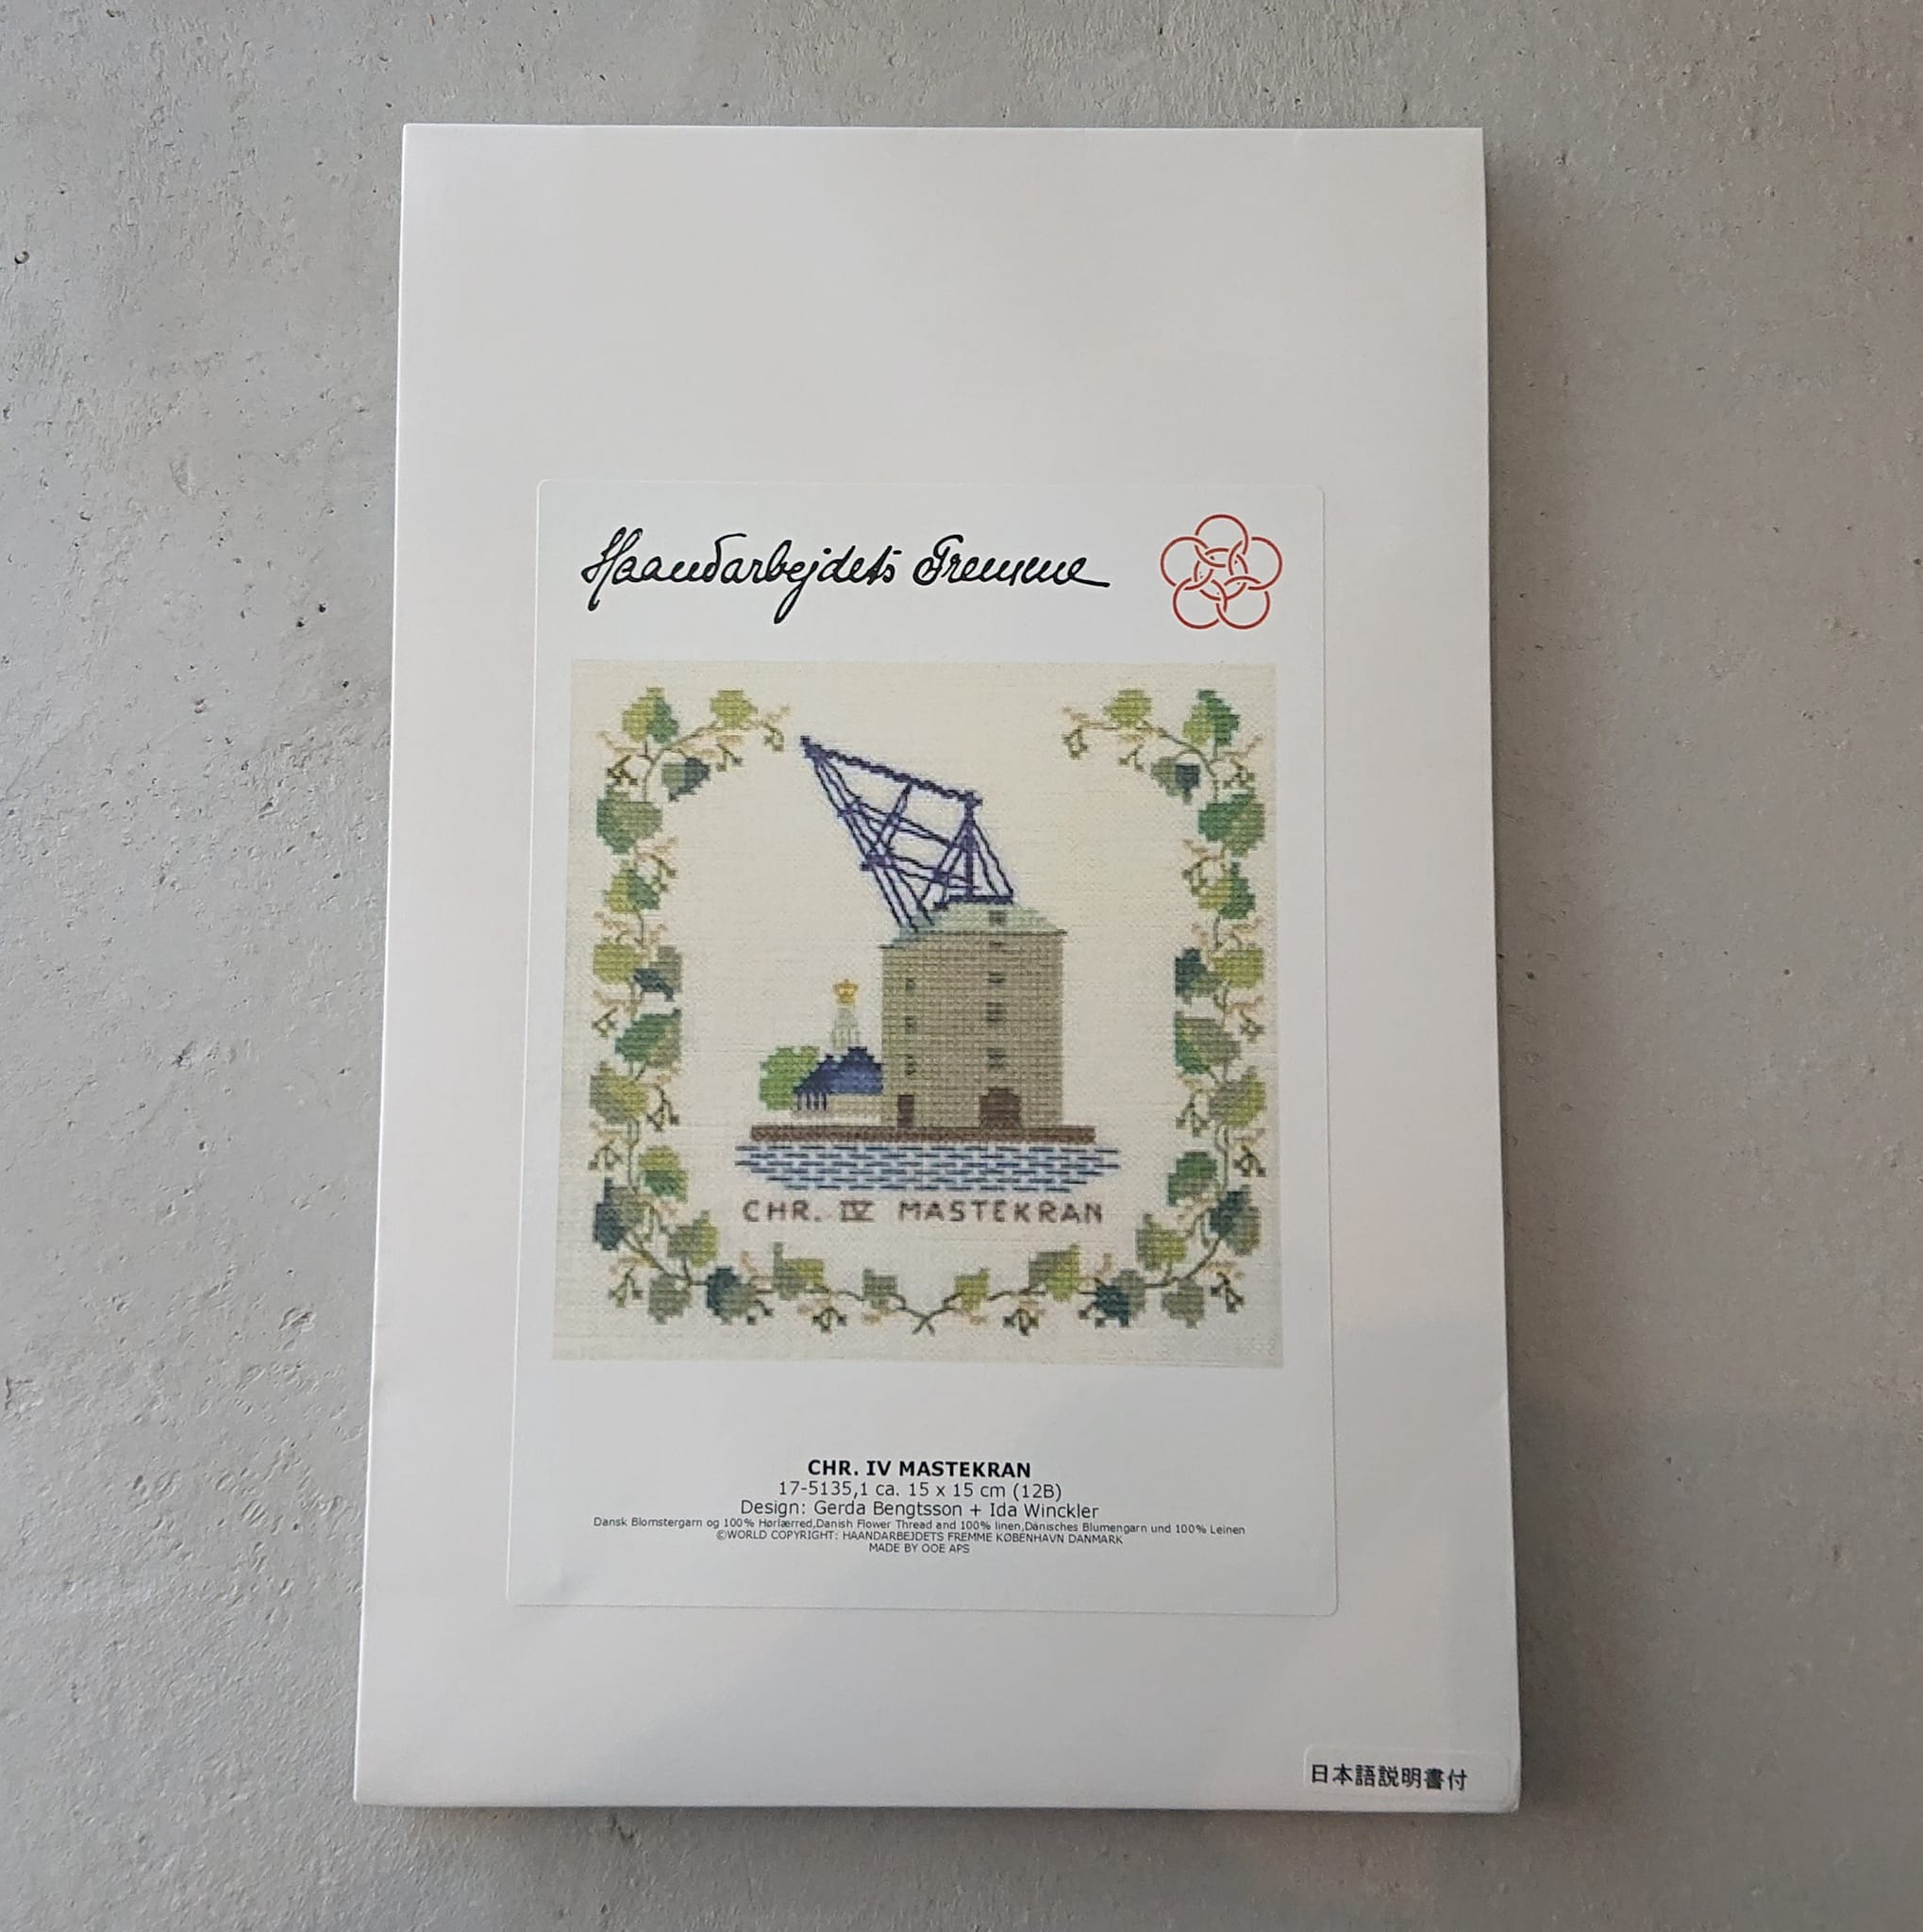 Haandarbejdets Fremme
CHR. IV MASTEKRAN
CHR. IV MASTEKRAN
17-5135,1 ca. 15 x 15 cm (12B)
Design: Gerda Bengtsson + Ida Winckler
Dansk Blomstergarn og 100% Hørlærred,Danish Flower Thread and 100% linen,Dänisches Blumengarn und 100% Leinen
©WORLD COPYRIGHT: HAANDARBEJDETS FREMME KØBENHAVN DANMARK
MADE BY OOE APS
日本語説明書付